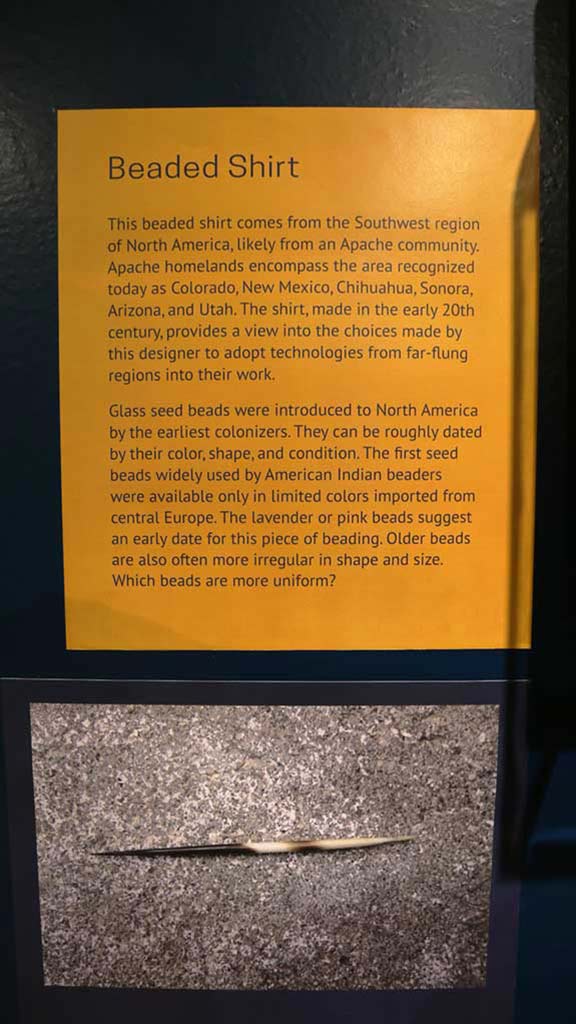 Beaded Shirt
This beaded shirt comes from the Southwest region
of North America, likely from an Apache community.
Apache homelands encompass the area recognized
today as Colorado, New Mexico, Chihuahua, Sonora,
Arizona, and Utah. The shirt, made in the early 20th
century, provides a view into the choices made by
this designer to adopt technologies from far-flung
regions into their work.
Glass seed beads were introduced to North America
by the earliest colonizers. They can be roughly dated
by their color, shape, and condition. The first seed
beads widely used by American Indian beaders
were available only in limited colors imported from
central Europe. The lavender or pink beads suggest
an early date for this piece of beading. Older beads
are also often more irregular in shape and size.
Which beads are more uniform?